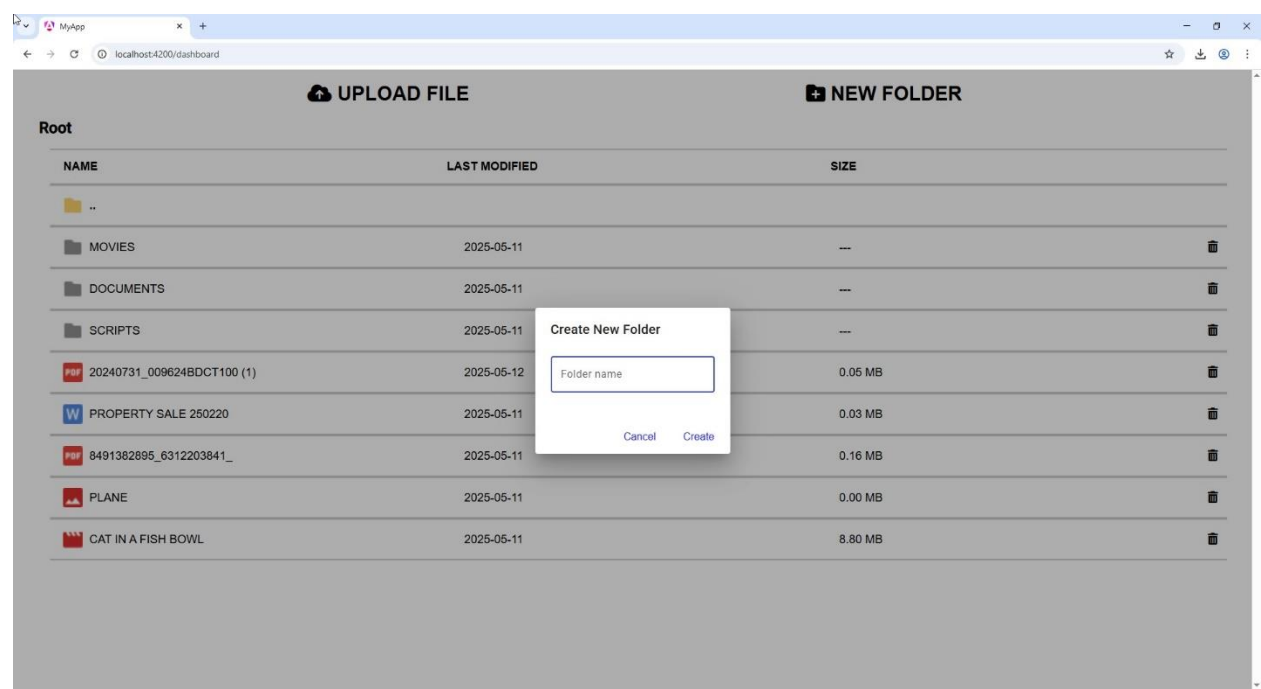 MyApp
localhost:4200/dashboard
UPLOAD FILE NEW FOLDER
Root
NAME LAST MODIFIED SIZE
..
MOVIES 2025-05-11 ---
DOCUMENTS 2025-05-11 ---
SCRIPTS 2025-05-11 ---
PDF 20240731_009624BDCT100 (1) 2025-05-12 0.05 MB
W PROPERTY SALE 250220 2025-05-11 0.03 MB
PDF 8491382895_6312203841_ 2025-05-11 0.16 MB
PLANE 2025-05-11 0.00 MB
CAT IN A FISH BOWL 2025-05-11 8.80 MB
Create New Folder
Folder name
Cancel Create